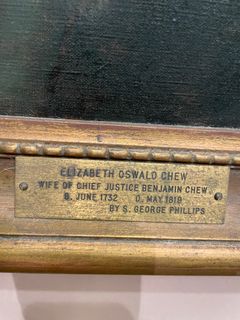 ELIZABETH OSWALD CHEW
WIFE OF CHIEF JUSTICE BENJAMIN CHEW.
B. JUNE 1732 D. MAY 1819
BY S. GEORGE PHILLIPS